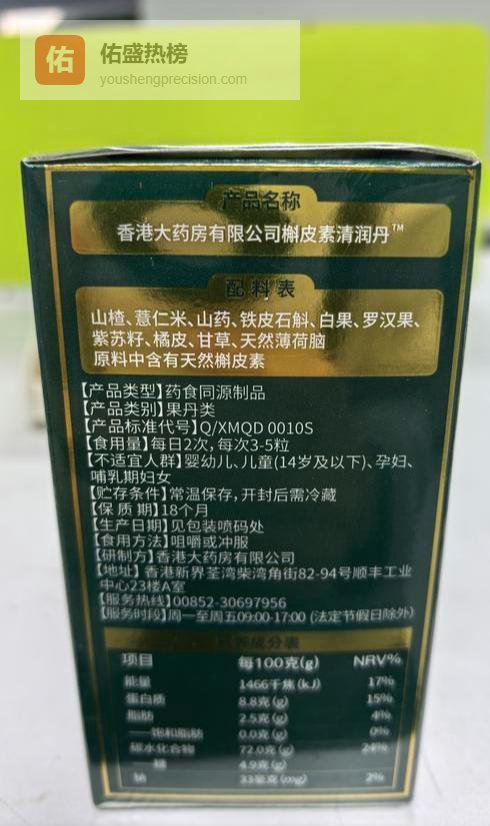 佑
佑盛热榜
youshengprecision.com
产品名称
香港大药房有限公司槲皮素清润丹™
配料表
山楂、薏仁米、山药、铁皮石斛、白果、罗汉果、
紫苏籽、橘皮、甘草、天然薄荷脑
原料中含有天然槲皮素
【产品类型】药食同源制品
【产品类别】果丹类
【产品标准代号】Q/XMQD 0010S
【食用量】每日2次，每次3-5粒
【不适宜人群】婴幼儿、儿童(14岁及以下)、孕妇、
哺乳期妇女
【贮存条件】常温保存，开封后需冷藏
【保 质 期】18个月
【生产日期】见包装喷码处
【食用方法】咀嚼或冲服
【研制方】香港大药房有限公司
【地址】香港新界荃湾柴湾角街82-94号顺丰工业
中心23楼A室
【服务热线】00852-30697956
【服务时段】周一至周五09:00-17:00 (法定节假日除外)
营养成分表
项目 每100克(g) NRV%
能量 1466千焦(kJ) 17%
蛋白质 8.8克(g) 15%
脂肪 2.5克(g) 4%
——饱和脂肪 0.0克(g) 0%
碳水化合物 72.0克(g) 24%
——糖 4.9克(g)
钠 33毫克(mg) 2%